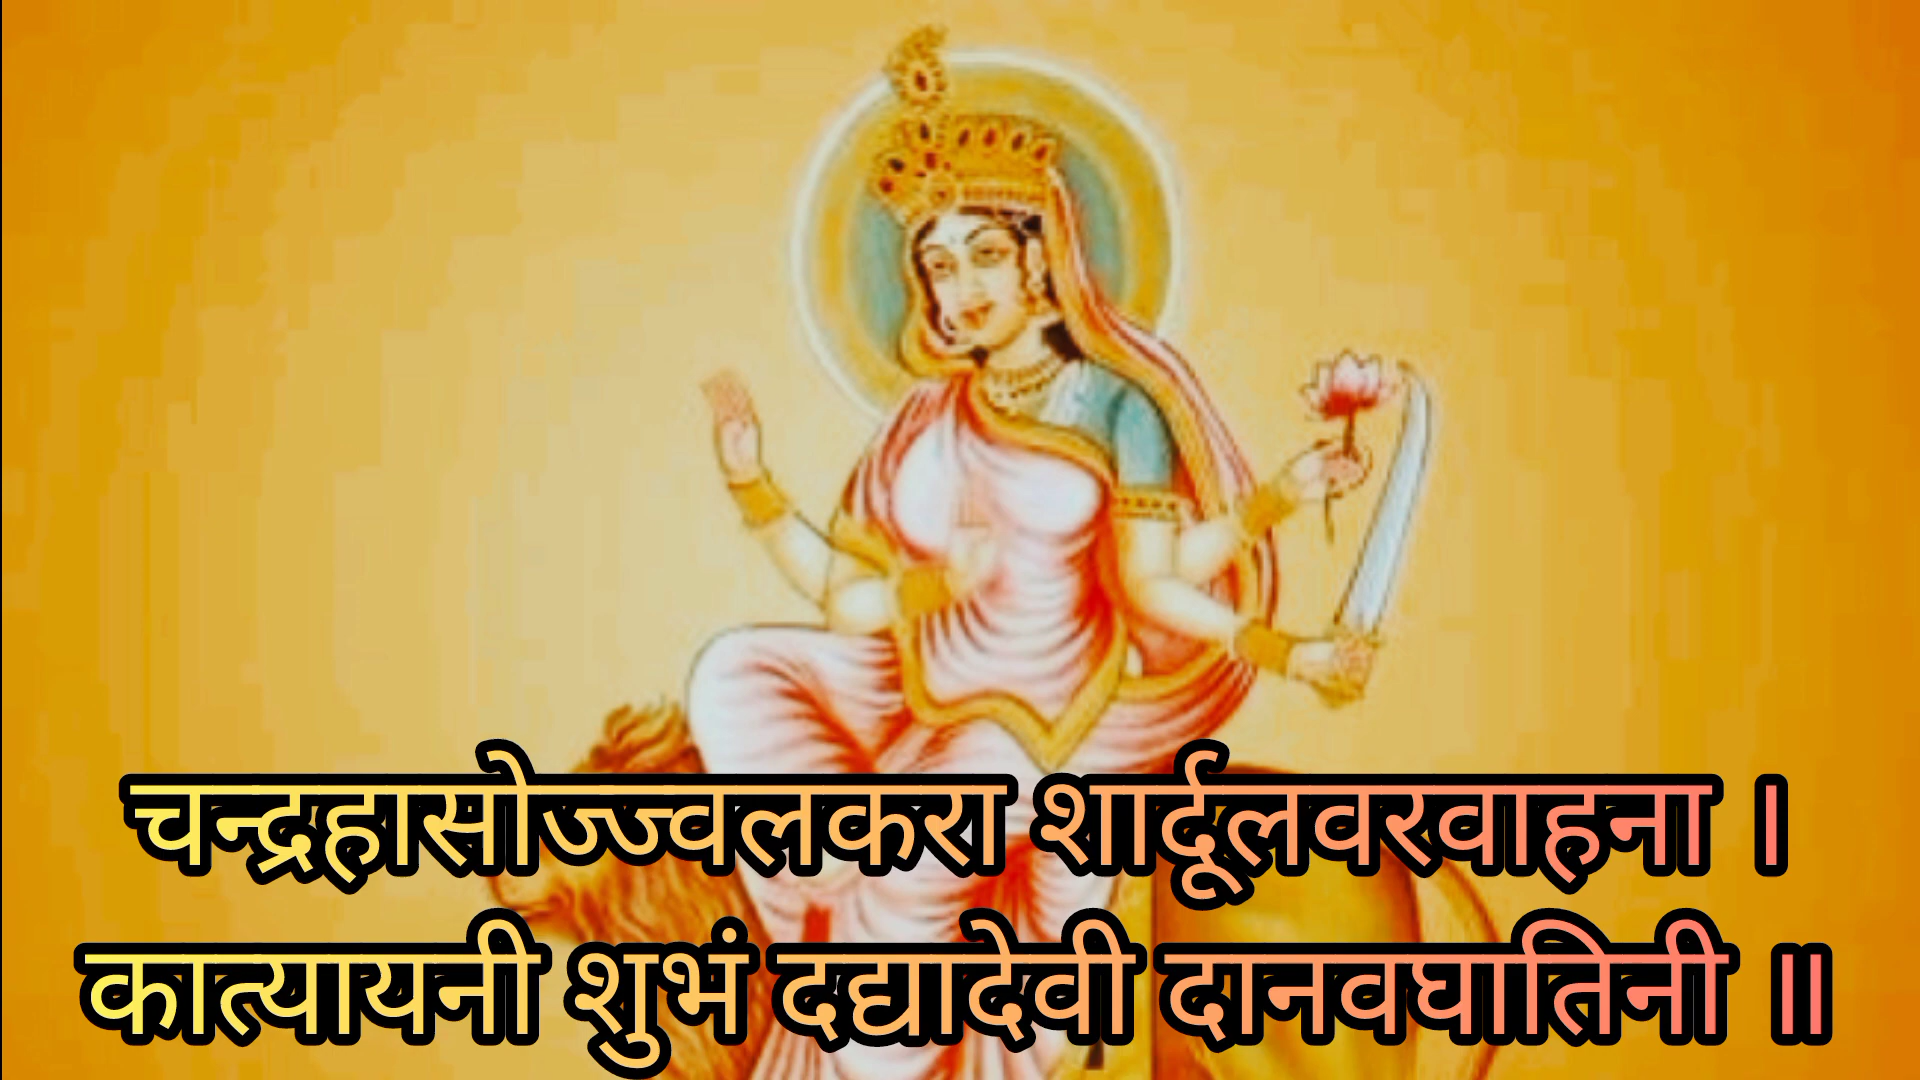 चन्द्रहासोज्ज्वलकरा शार्दूलवरवाहना ।
कात्यायनी शुभं दद्यादेवी दानवघातिनी ॥